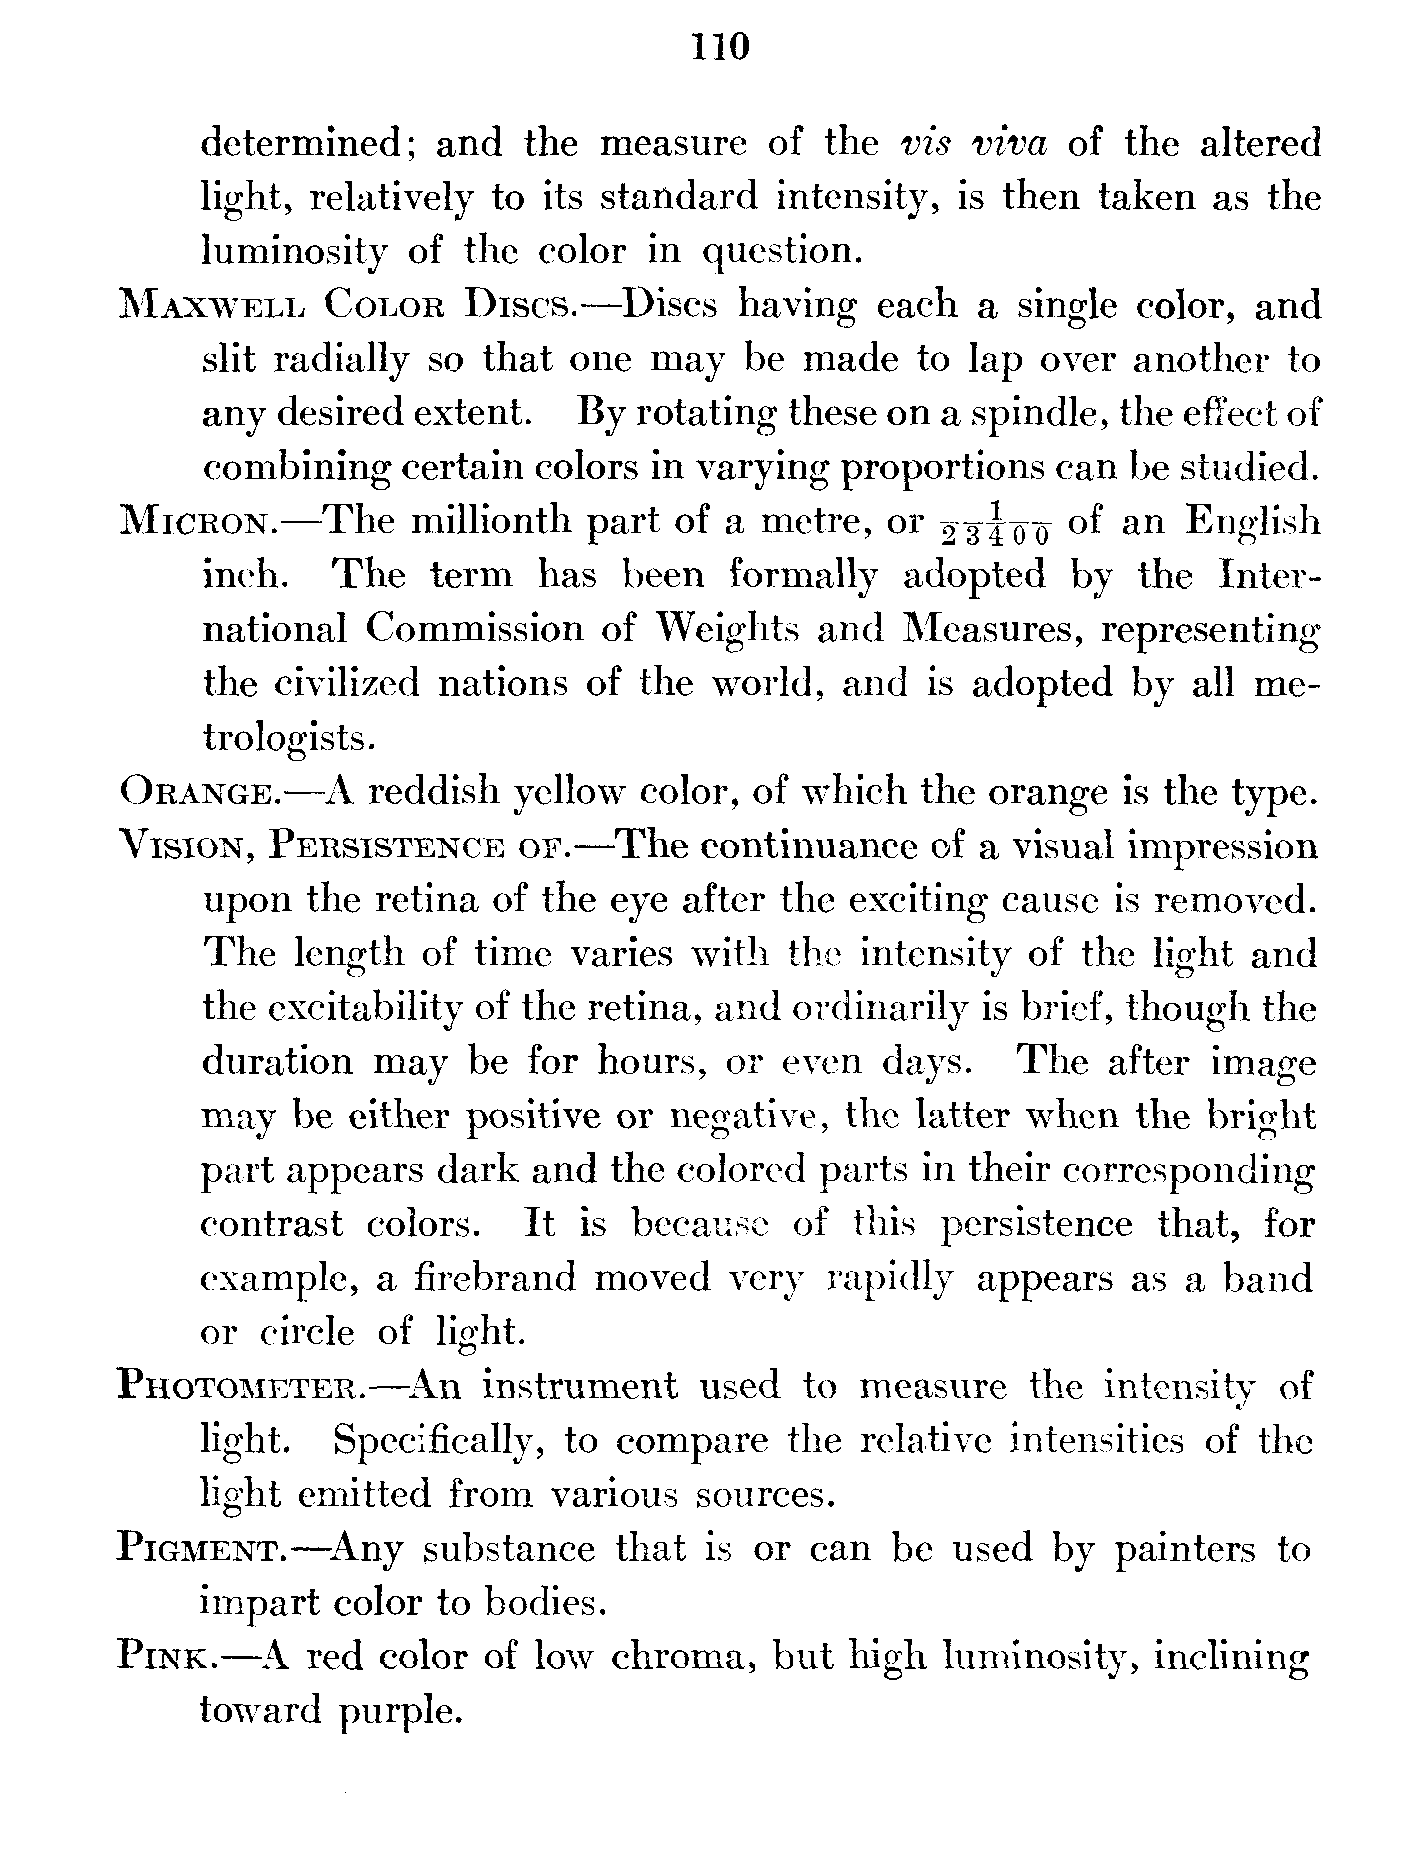 110
determined; and the measure of the vis viva of the altered
light, relatively to its standard intensity, is then taken as the
luminosity of the color in question.
MAXWELL COLOR DISCS.—Discs having each a single color, and
slit radially so that one may be made to lap over another to
any desired extent. By rotating these on a spindle, the effect of
combining certain colors in varying proportions can be studied.
MICRON.—The millionth part of a metre, or 1/23400 of an English
inch. The term has been formally adopted by the Inter-
national Commission of Weights and Measures, representing
the civilized nations of the world, and is adopted by all me-
trologists.
ORANGE.—A reddish yellow color, of which the orange is the type.
VISION, PERSISTENCE OF.—The continuance of a visual impression
upon the retina of the eye after the exciting cause is removed.
The length of time varies with the intensity of the light and
the excitability of the retina, and ordinarily is brief, though the
duration may be for hours, or even days. The after image
may be either positive or negative, the latter when the bright
part appears dark and the colored parts in their corresponding
contrast colors. It is because of this persistence that, for
example, a firebrand moved very rapidly appears as a band
or circle of light.
PHOTOMETER.—An instrument used to measure the intensity of
light. Specifically, to compare the relative intensities of the
light emitted from various sources.
PIGMENT.—Any substance that is or can be used by painters to
impart color to bodies.
PINK.—A red color of low chroma, but high luminosity, inclining
toward purple.